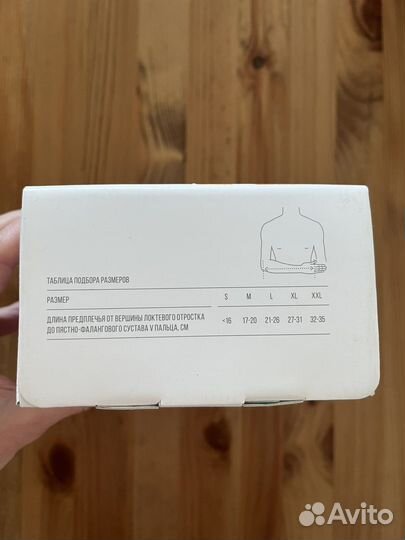 ТАБЛИЦА ПОДБОРА РАЗМЕРОВ
РАЗМЕР S M L XL XXL
ДЛИНА ПРЕДПЛЕЧЬЯ ОТ ВЕРШИНЫ ЛОКТЕВОГО ОТРОСТКА
ДО ПЯСТНО-ФАЛАНГОВОГО СУСТАВА V ПАЛЬЦА, СМ <16 17-20 21-26 27-31 32-35
Avito